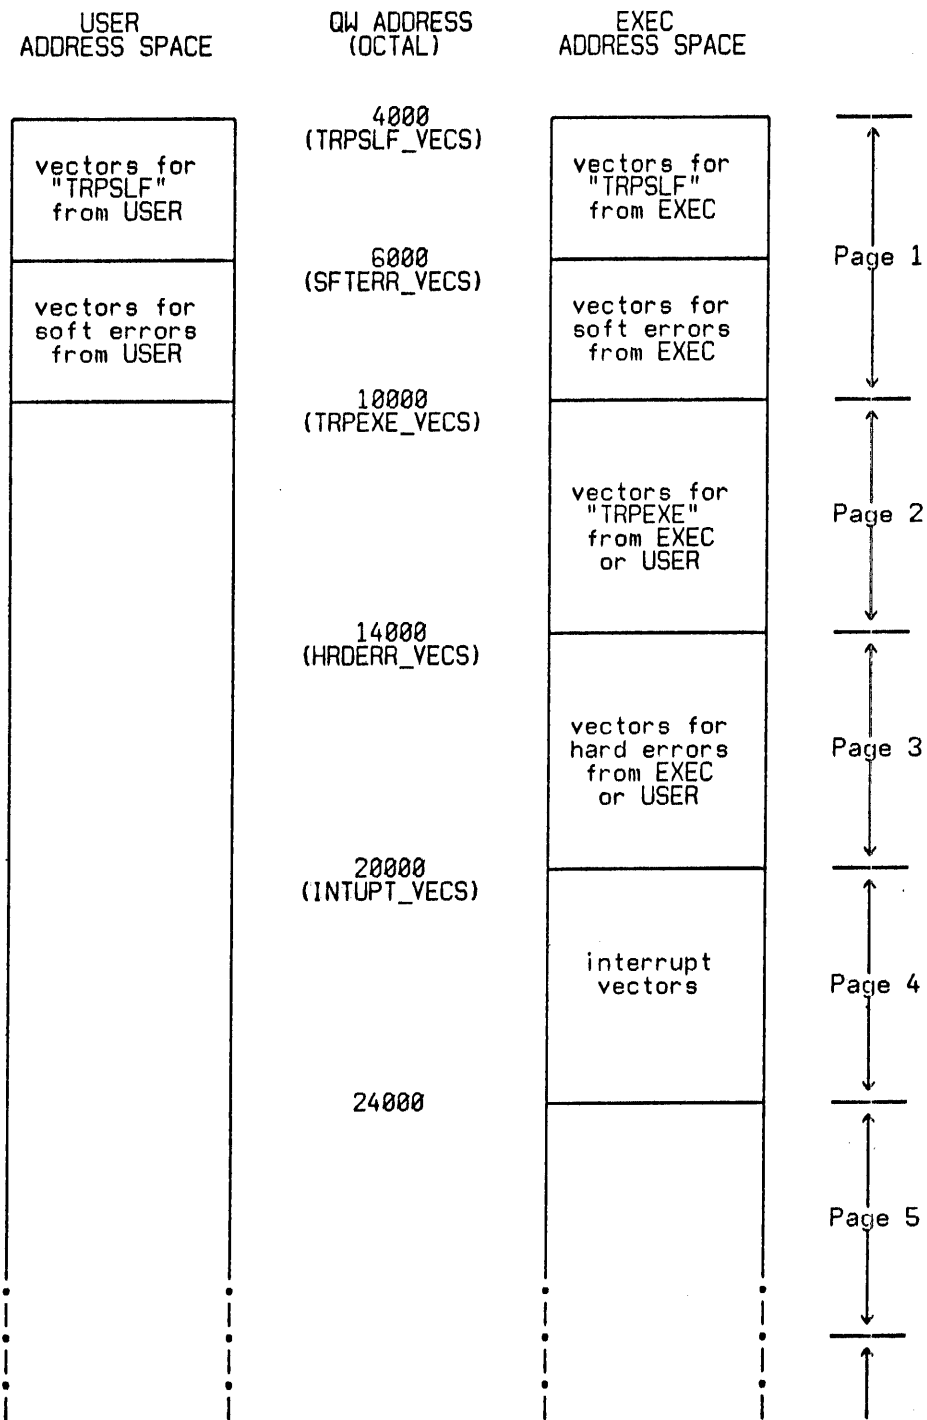 USER
ADDRESS SPACE
QW ADDRESS
(OCTAL)
EXEC
ADDRESS SPACE
4000
(TRPSLF_VECS)
vectors for
"TRPSLF"
from USER
vectors for
"TRPSLF"
from EXEC
Page 1
6000
(SFTERR_VECS)
vectors for
soft errors
from USER
vectors for
soft errors
from EXEC
10000
(TRPEXE_VECS)
vectors for
"TRPEXE"
from EXEC
or USER
Page 2
14000
(HRDERR_VECS)
vectors for
hard errors
from EXEC
or USER
Page 3
20000
(INTUPT_VECS)
interrupt
vectors
Page 4
24000
Page 5